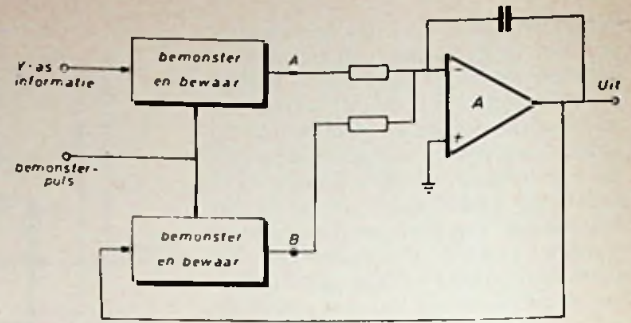 Y-as
informatie
bemonster
en bewaar
A
bemonster-
puls
bemonster
en bewaar
B
-
A
+
Uit